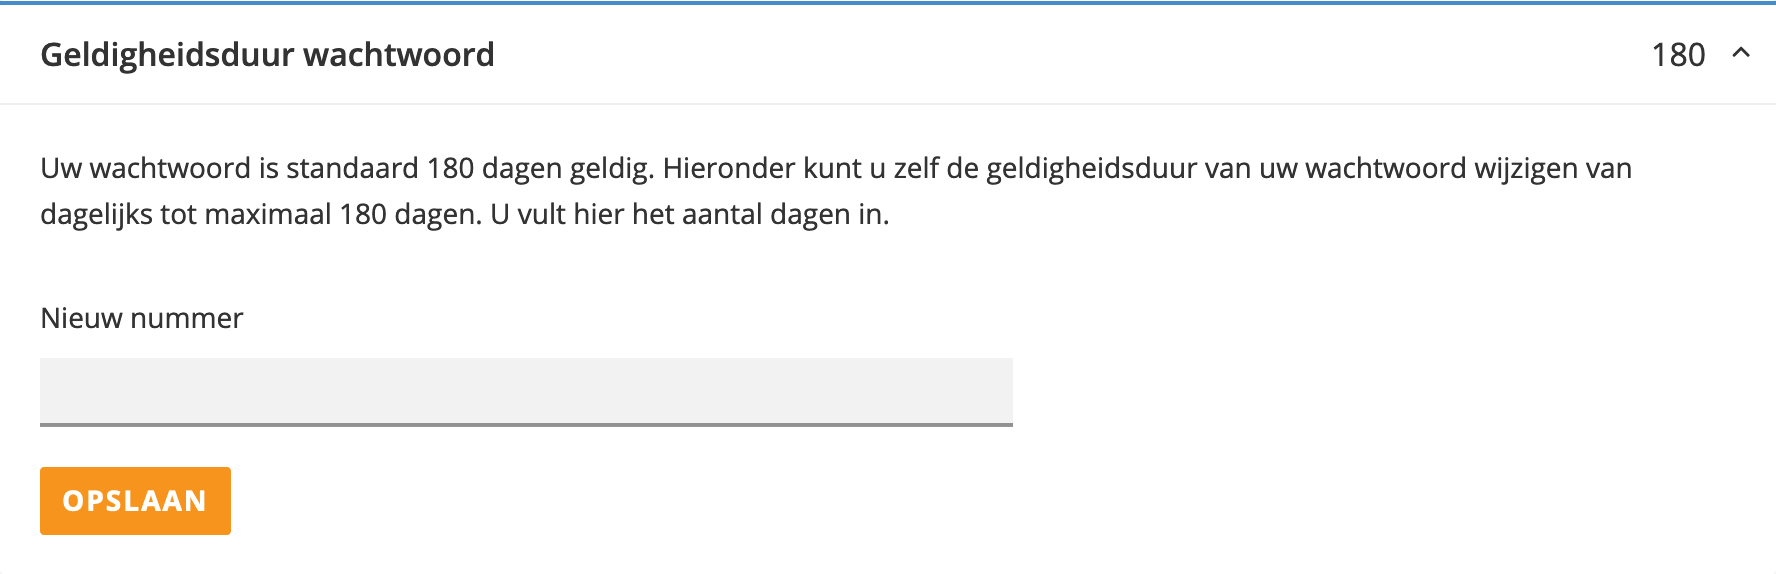 Geldigheidsduur wachtwoord 180
Uw wachtwoord is standaard 180 dagen geldig. Hieronder kunt u zelf de geldigheidsduur van uw wachtwoord wijzigen van
dagelijks tot maximaal 180 dagen. U vult hier het aantal dagen in.
Nieuw nummer
OPSLAAN